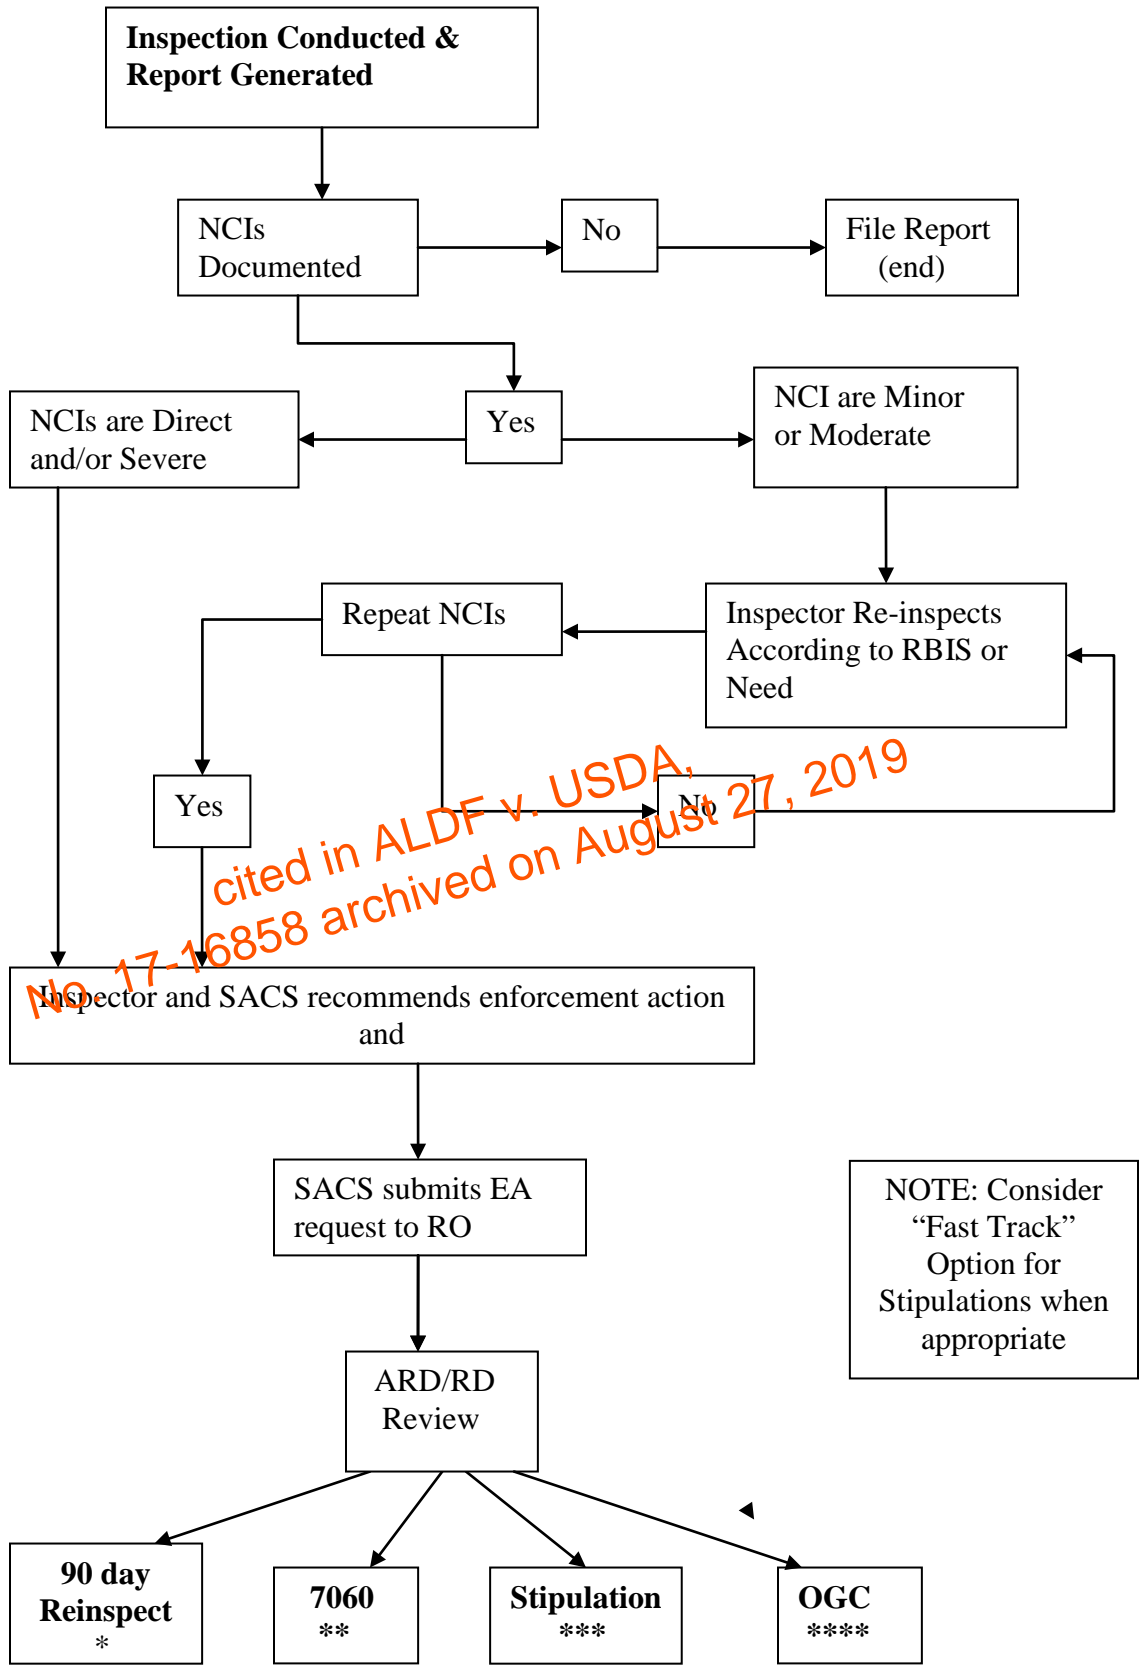 Inspection Conducted &
Report Generated
NCIs
Documented
No
File Report
(end)
NCIs are Direct
and/or Severe
Yes
NCI are Minor
or Moderate
Repeat NCIs
Inspector Re-inspects
According to RBIS or
Need
Yes
No
cited in ALDF v. USDA,
No. 17-16858 archived on August 27, 2019
Inspector and SACS recommends enforcement action
and
SACS submits EA
request to RO
NOTE: Consider
“Fast Track”
Option for
Stipulations when
appropriate
ARD/RD
Review
90 day
Reinspect
*
7060
**
Stipulation
***
OGC
****